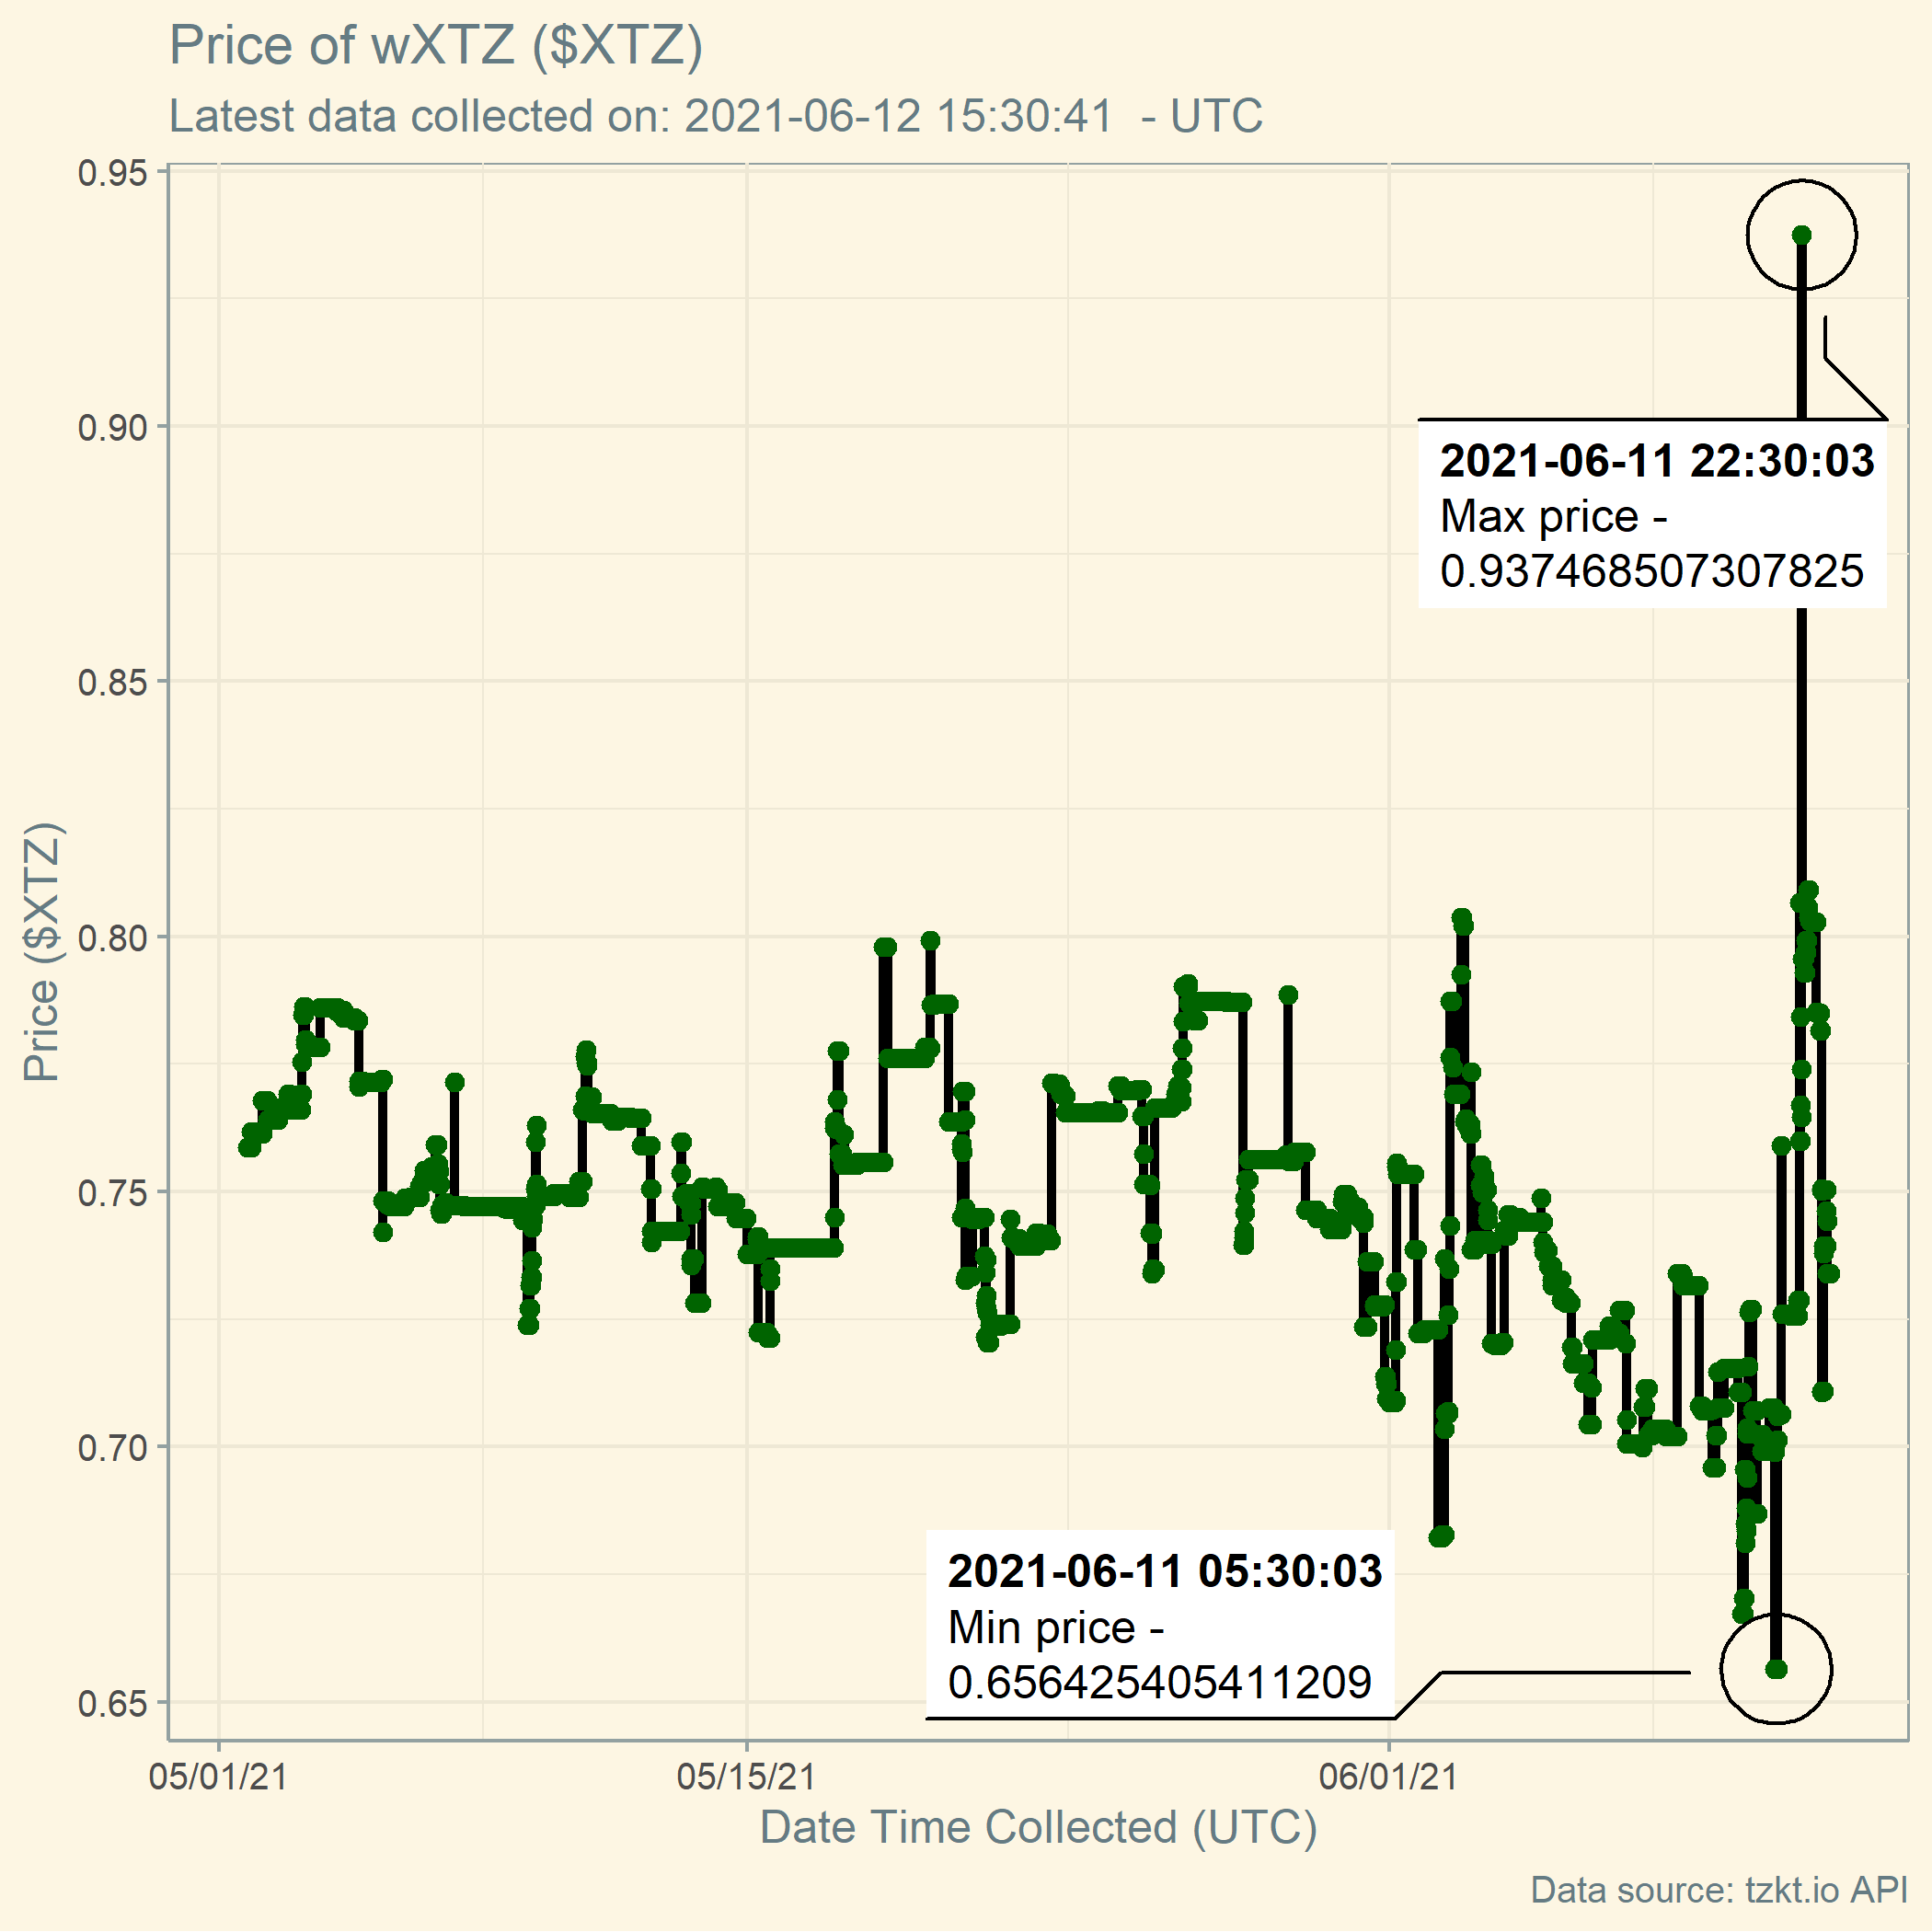 Price of wXTZ ($XTZ)
Latest data collected on: 2021-06-12 15:30:41  - UTC
0.95
0.90
0.85
0.80
0.75
0.70
0.65
Price ($XTZ)
2021-06-11 22:30:03
Max price -
0.937468507307825
2021-06-11 05:30:03
Min price -
0.656425405411209
05/01/21
05/15/21
06/01/21
Date Time Collected (UTC)
Data source: tzkt.io API